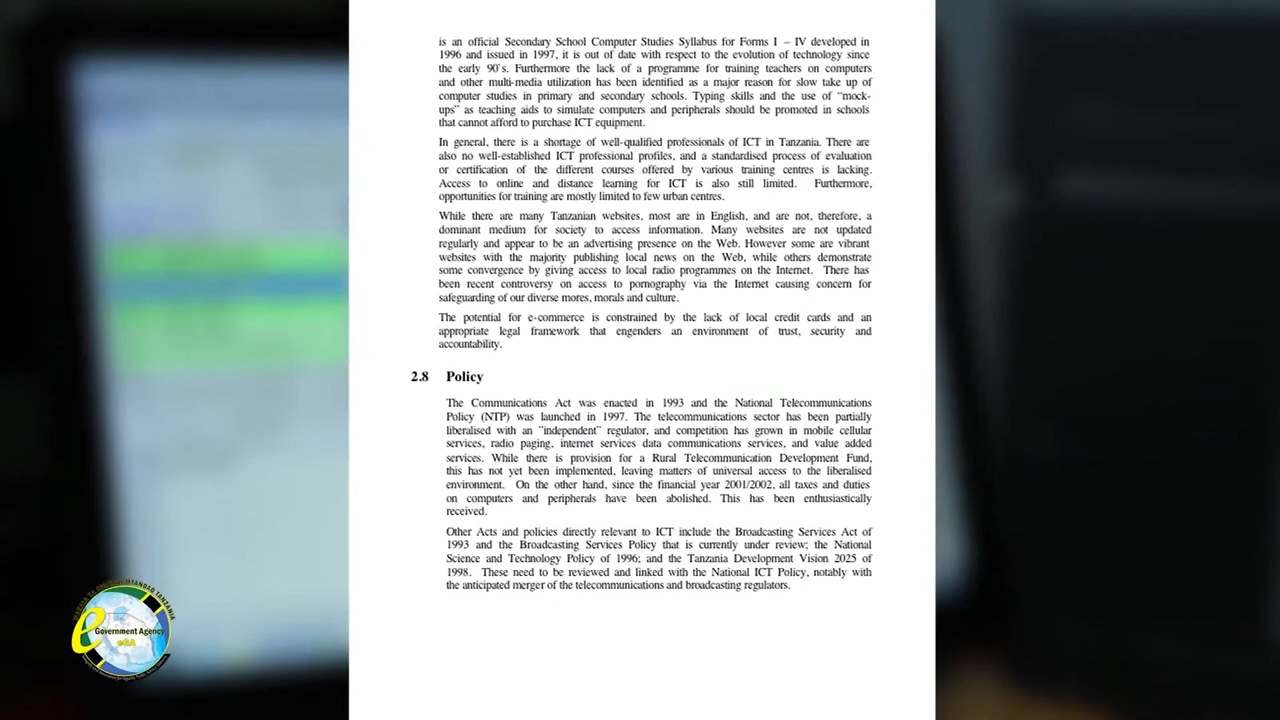 is an official Secondary School Computer Studies Syllabus for Forms I – IV developed in
1996 and issued in 1997, it is out of date with respect to the evolution of technology since
the early 90's. Furthermore the lack of a programme for training teachers on computers
and other multi-media utilization has been identified as a major reason for slow take up of
computer studies in primary and secondary schools. Typing skills and the use of "mock-
ups" as teaching aids to simulate computers and peripherals should be promoted in schools
that cannot afford to purchase ICT equipment.
In general, there is a shortage of well-qualified professionals of ICT in Tanzania. There are
also no well-established ICT professional profiles, and a standardised process of evaluation
or certification of the different courses offered by various training centres is lacking.
Access to online and distance learning for ICT is also still limited. Furthermore,
opportunities for training are mostly limited to few urban centres.
While there are many Tanzanian websites, most are in English, and are not, therefore, a
dominant medium for society to access information. Many websites are not updated
regularly and appear to be an advertising presence on the Web. However some are vibrant
websites with the majority publishing local news on the Web, while others demonstrate
some convergence by giving access to local radio programmes on the Internet. There has
been recent controversy on access to pornography via the Internet causing concern for
safeguarding of our diverse mores, morals and culture.
The potential for e-commerce is constrained by the lack of local credit cards and an
appropriate legal framework that engenders an environment of trust, security and
accountability.
2.8 Policy
The Communications Act was enacted in 1993 and the National Telecommunications
Policy (NTP) was launched in 1997. The telecommunications sector has been partially
liberalised with an "independent" regulator, and competition has grown in mobile cellular
services, radio paging, internet services data communications services, and value added
services. While there is provision for a Rural Telecommunication Development Fund,
this has not yet been implemented, leaving matters of universal access to the liberalised
environment. On the other hand, since the financial year 2001/2002, all taxes and duties
on computers and peripherals have been abolished. This has been enthusiastically
received.
Other Acts and policies directly relevant to ICT include the Broadcasting Services Act of
1993 and the Broadcasting Services Policy that is currently under review; the National
Science and Technology Policy of 1996; and the Tanzania Development Vision 2025 of
1998. These need to be reviewed and linked with the National ICT Policy, notably with
the anticipated merger of the telecommunications and broadcasting regulators.
e Government Agency
eGA